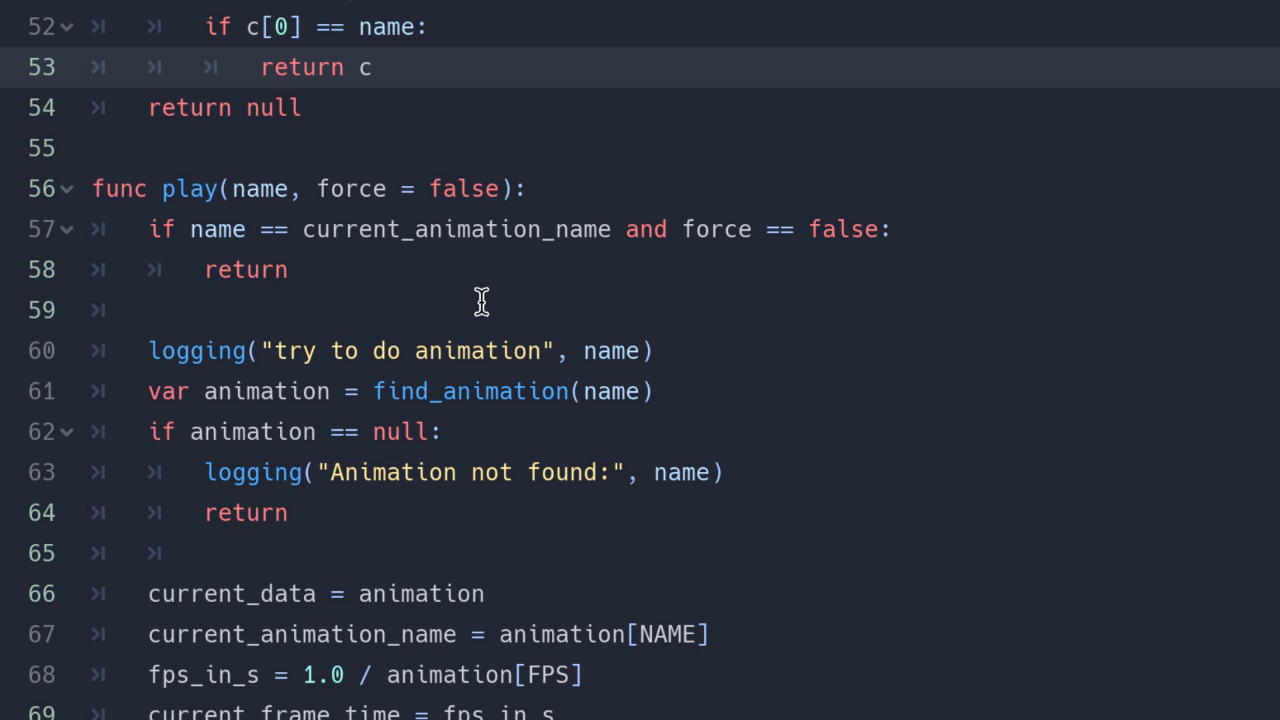 52 if c[0] == name:
53 return c
54 return null
55
56 func play(name, force = false):
57 if name == current_animation_name and force == false:
58 return
59
60 logging("try to do animation", name)
61 var animation = find_animation(name)
62 if animation == null:
63 logging("Animation not found:", name)
64 return
65
66 current_data = animation
67 current_animation_name = animation[NAME]
68 fps_in_s = 1.0 / animation[FPS]
69 current_frame_time = fps_in_s